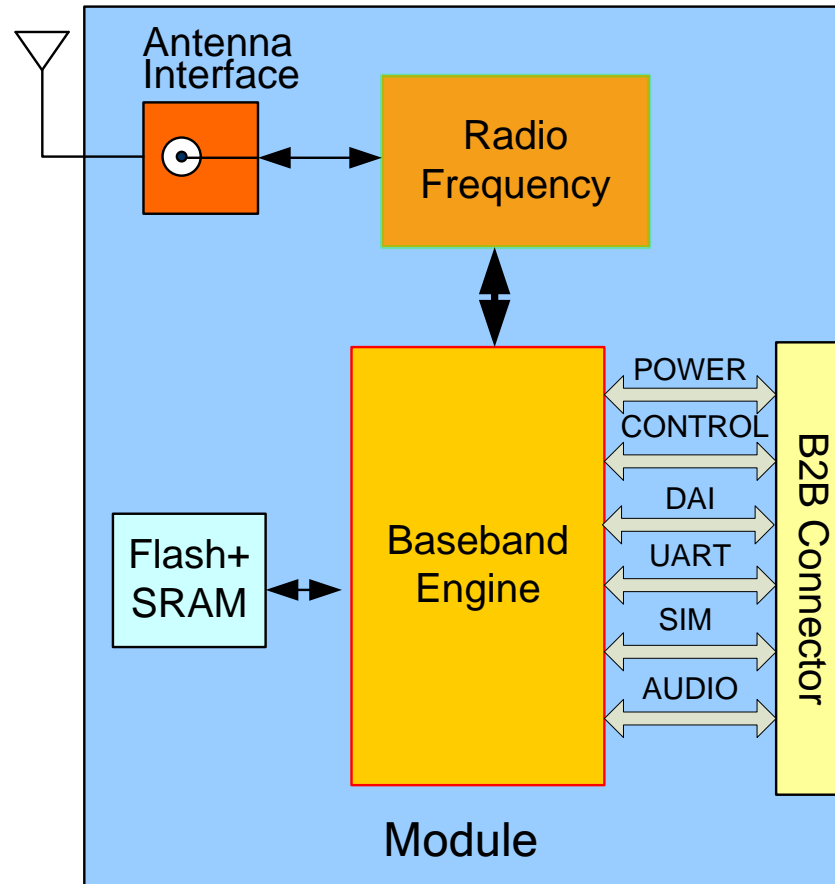 Antenna
Interface
Radio
Frequency
POWER
CONTROL
DAI
UART
SIM
AUDIO
B2B Connector
Baseband
Engine
Flash+
SRAM
Module